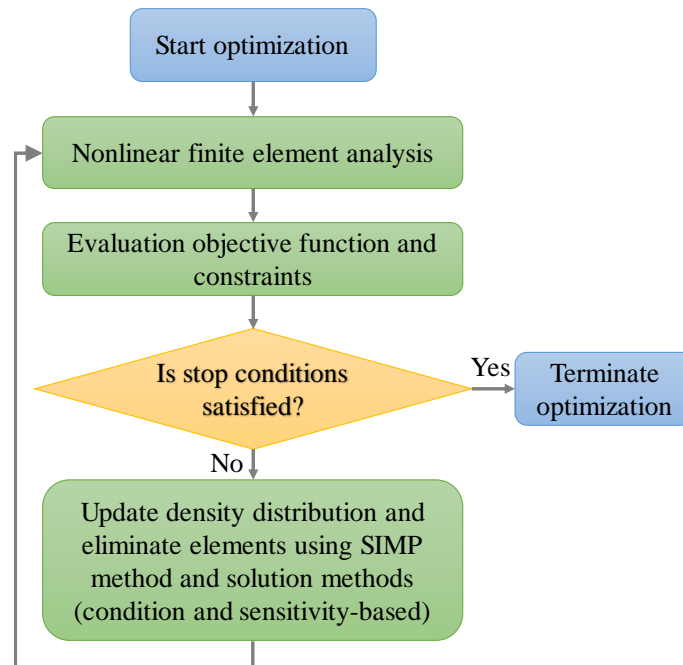 Start optimization
Nonlinear finite element analysis
Evaluation objective function and
constraints
Is stop conditions
satisfied?
Yes
Terminate
optimization
No
Update density distribution and
eliminate elements using SIMP
method and solution methods
(condition and sensitivity-based)